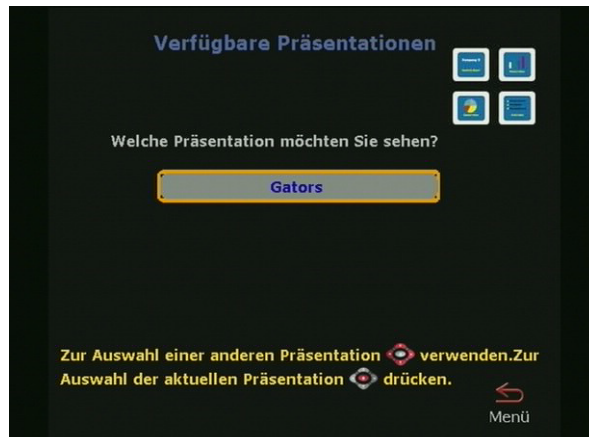 Verfügbare Präsentationen
Welche Präsentation möchten Sie sehen?
Gators
Zur Auswahl einer anderen Präsentation verwenden.Zur
Auswahl der aktuellen Präsentation drücken.
Menü